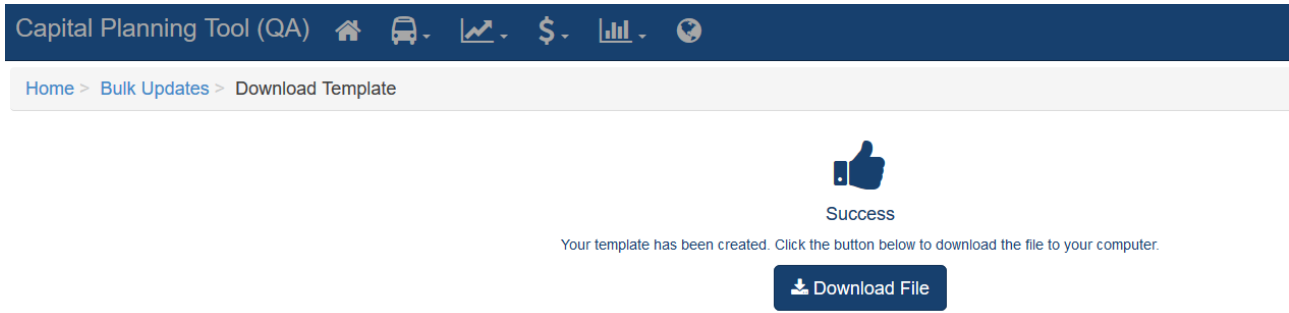 Capital Planning Tool (QA)
Home > Bulk Updates > Download Template
Success
Your template has been created. Click the button below to download the file to your computer.
Download File